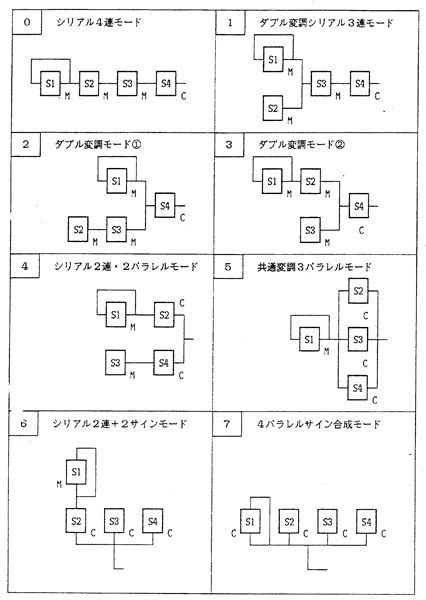 0 シリアル4連モード
S1 S2 S3 S4
M M M C
1 ダブル変調シリアル3連モード
S1
M
S3 S4
M C
S2
M
2 ダブル変調モード①
S1
M
S4
C
S2 S3
M M
3 ダブル変調モード②
S1 S2
M M
S4
C
S3
M
4 シリアル2連・2パラレルモード
C
S1 S2
M
S3 S4
M C
5 共通変調3パラレルモード
S2
C
S1 S3
M
C
S4
C
6 シリアル2連+2サインモード
S1
M
S2 S3 S4
C C C
7 4パラレルサイン合成モード
S1 S2 S3 S4
C C C C